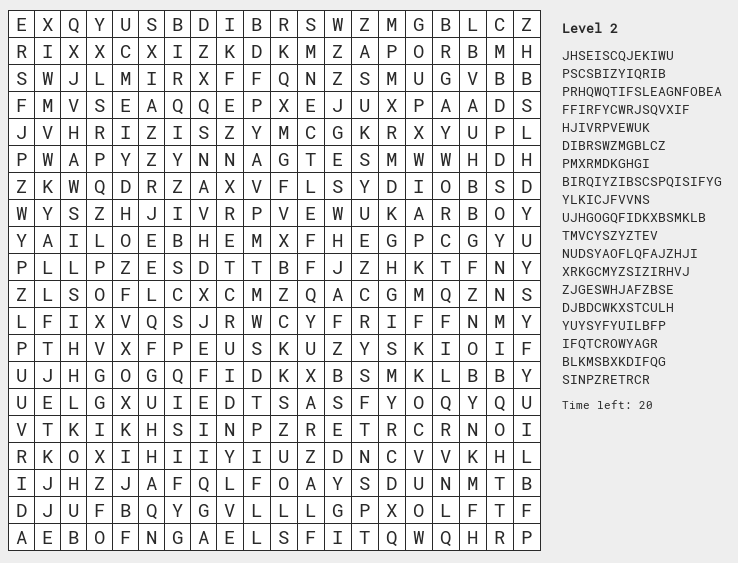 E X Q Y U S B D I B R S W Z M G B L C Z
R I X X C X I Z K D K M Z A P O R B M H
S W J L M I R X F F Q N Z S M U G V B B
F M V S E A Q Q E P X E J U X P A A D S
J V H R I Z I S Z Y M C G K R X Y U P L
P W A P Y Z Y N N A G T E S M W W H D H
Z K W Q D R Z A X V F L S Y D I O B S D
W Y S Z H J I V R P V E W U K A R B O Y
Y A I L O E B H E M X F H E G P C G Y U
P L L P Z E S D T T B F J Z H K T F N Y
Z L S O F L C X C M Z Q A C G M Q Z N S
L F I X V Q S J R W C Y F R I F F N M Y
P T H V X F P E U S K U Z Y S K I O I F
U J H G O G Q F I D K X B S M K L B B Y
U E L G X U I E D T S A S F Y O Q Y Q U
V T K I K H S I N P Z R E T R C R N O I
R K O X I H I I Y I U Z D N C V V K H L
I J H Z J A F Q L F O A Y S D U N M T B
D J U F B Q Y G V L L L G P X O L F T F
A E B O F N G A E L S F I T Q W Q H R P
Level 2
JHSEISCQJEKIWU
PSCSBIZYIQRIB
PRHQWQTIFSLEAGNFOBEA
FFIRFYCWRJSQVXIF
HJIVRPVEWUK
DIBRSWZMGBLCZ
PMXRMDKGHGI
BIRQIYZIBSCSPQISIFYG
YLKICJFVVNS
UJHGOGQFIDKXBSMKLB
TMVCYSZYZTEV
NUDSYAOFLQFAJZHJI
XRKGCMYZSIZIRHVJ
ZJGESWHJAFZBSE
DJBDCWKXSTCULH
YUYSYFYUILBFP
IFQTCROWYAGR
BLKMSBXKDIFQG
SINPZRETRCR
Time left: 20